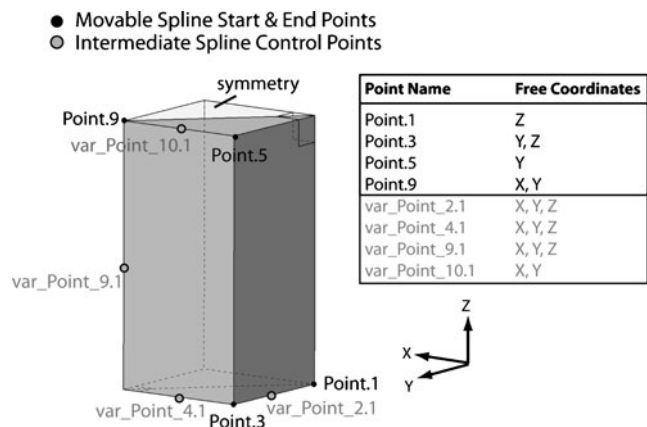 Movable Spline Start & End Points
Intermediate Spline Control Points
symmetry
Point.9
var_Point_10.1
Point.5
var_Point_9.1
Point.1
var_Point_4.1
var_Point_2.1
Point.3
Point Name Free Coordinates
Point.1 Z
Point.3 Y, Z
Point.5 Y
Point.9 X, Y
var_Point_2.1 X, Y, Z
var_Point_4.1 X, Y, Z
var_Point_9.1 X, Y, Z
var_Point_10.1 X, Y
Z
X
Y